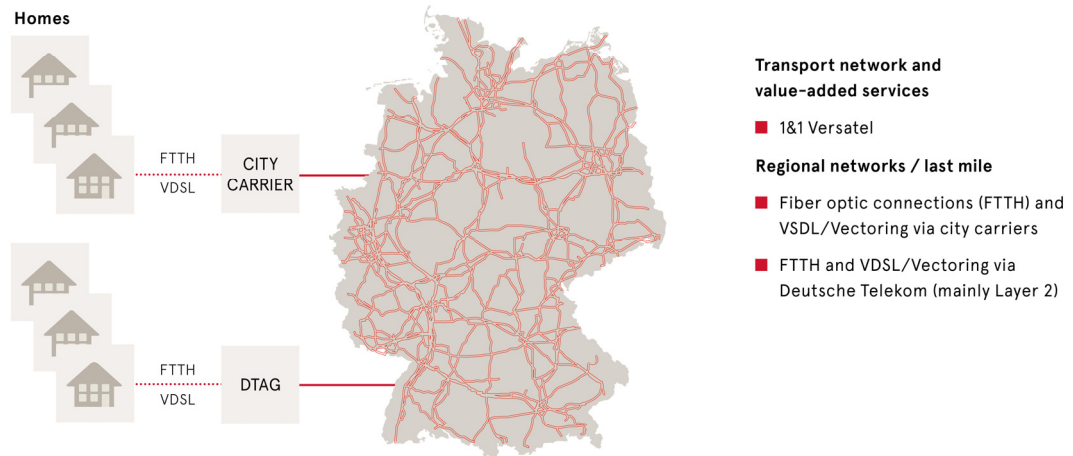 Homes
FTTH
VDSL
CITY
CARRIER
FTTH
VDSL
DTAG
Transport network and
value-added services
1&1 Versatel
Regional networks / last mile
Fiber optic connections (FTTH) and
VSDL/Vectoring via city carriers
FTTH and VDSL/Vectoring via
Deutsche Telekom (mainly Layer 2)